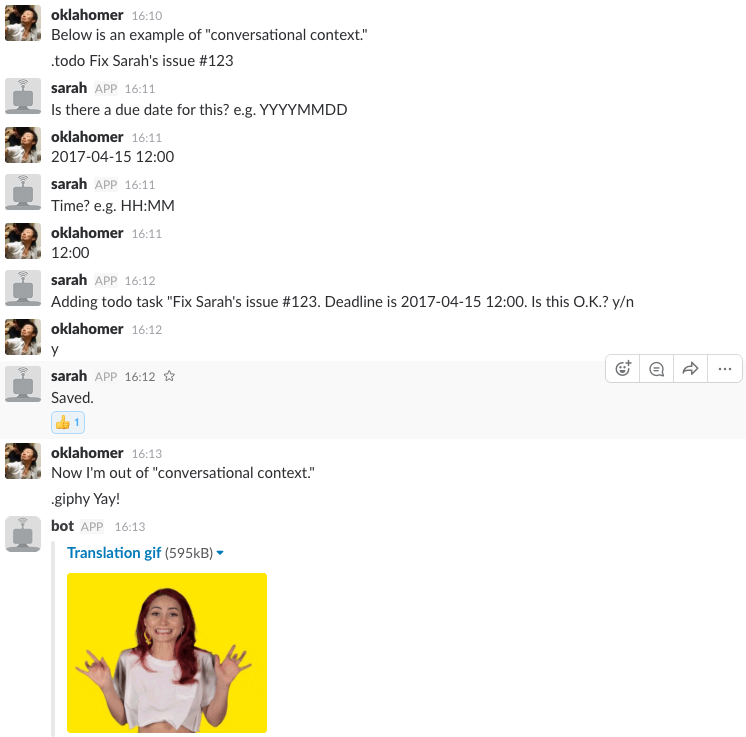 oklahomer 16:10
Below is an example of "conversational context."
.todo Fix Sarah's issue #123
sarah APP 16:11
Is there a due date for this? e.g. YYYYMMDD
oklahomer 16:11
2017-04-15 12:00
sarah APP 16:11
Time? e.g. HH:MM
oklahomer 16:11
12:00
sarah APP 16:12
Adding todo task "Fix Sarah's issue #123. Deadline is 2017-04-15 12:00. Is this O.K.? y/n
oklahomer 16:12
y
sarah APP 16:12
Saved.
1
oklahomer 16:13
Now I'm out of "conversational context."
.giphy Yay!
bot APP 16:13
Translation gif (595kB)